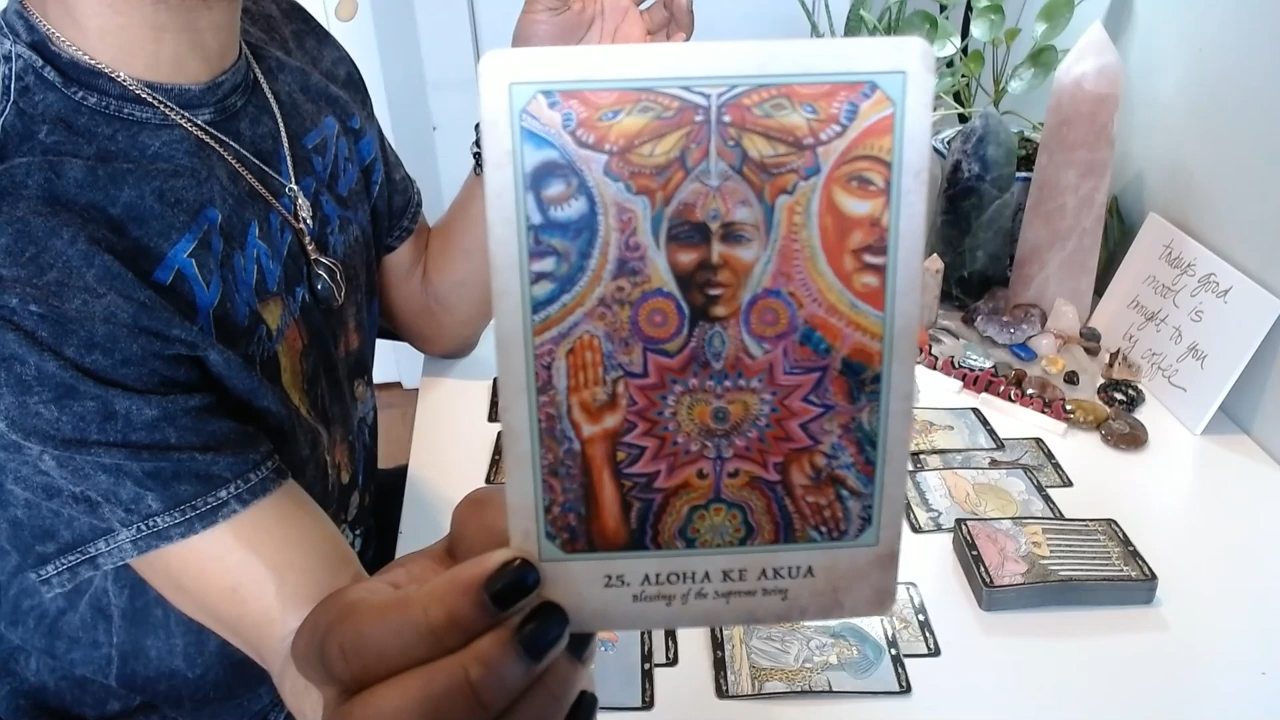 25. ALOHA KE AKUA
Blessings of the Supreme Being
today's good
mood is
brought to you
by coffee